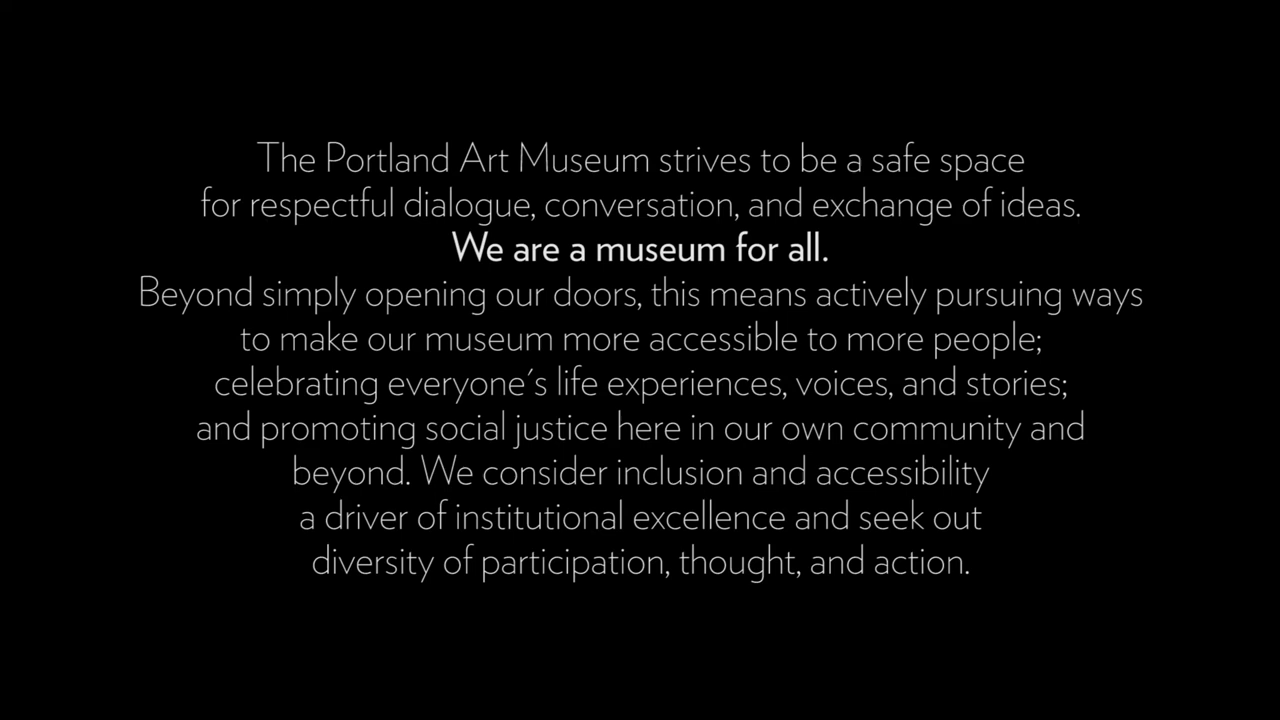 The Portland Art Museum strives to be a safe space
for respectful dialogue, conversation, and exchange of ideas.
We are a museum for all.
Beyond simply opening our doors, this means actively pursuing ways
to make our museum more accessible to more people;
celebrating everyone's life experiences, voices, and stories;
and promoting social justice here in our own community and
beyond. We consider inclusion and accessibility
a driver of institutional excellence and seek out
diversity of participation, thought, and action.